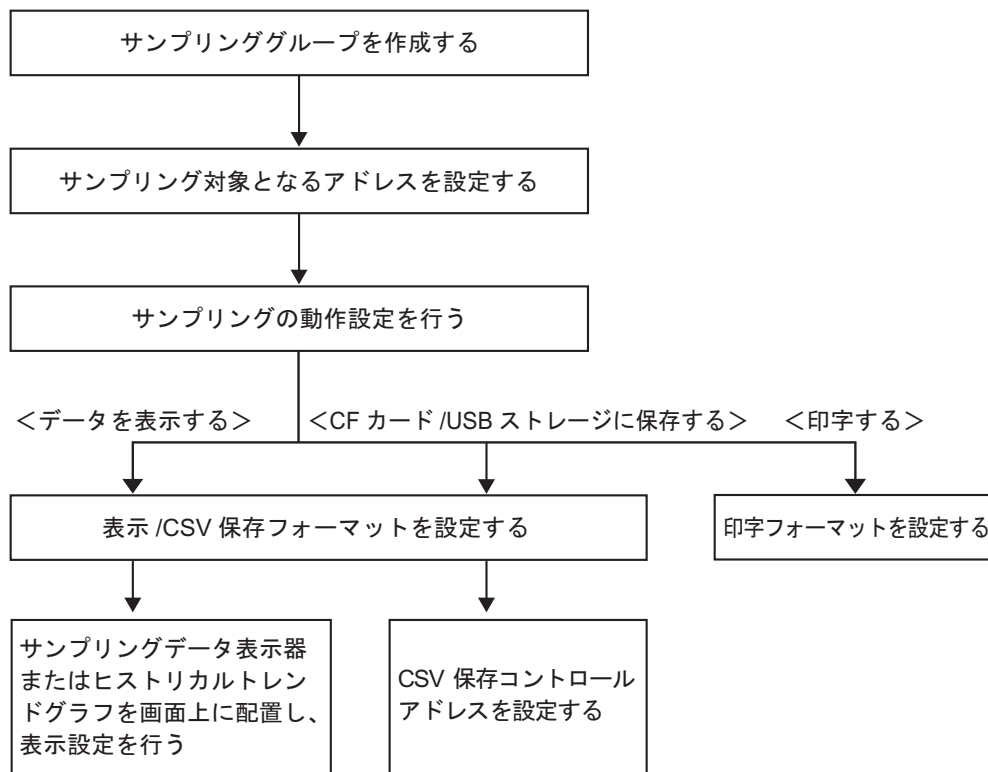 サンプリンググループを作成する
サンプリング対象となるアドレスを設定する
サンプリングの動作設定を行う
＜データを表示する＞
＜CF カード /USB ストレージに保存する＞
＜印字する＞
表示 /CSV 保存フォーマットを設定する
印字フォーマットを設定する
サンプリングデータ表示器
またはヒストリカルトレン
ドグラフを画面上に配置し、
表示設定を行う
CSV 保存コントロール
アドレスを設定する